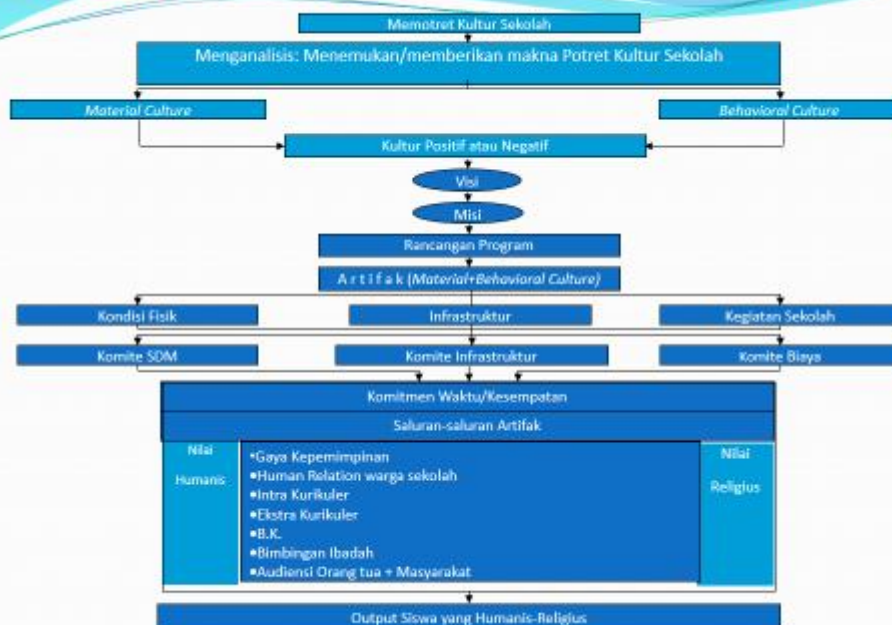 Memotret Kultur Sekolah
Menganalisis: Menemukan/memberikan makna Potret Kultur Sekolah
Material Culture
Behavioral Culture
Kultur Positif atau Negatif
Visi
Misi
Rancangan Program
A r t i f a k (Material+Behavioral Culture)
Kondisi Fisik
Infrastruktur
Kegiatan Sekolah
Komite SDM
Komite Infrastruktur
Komite Biaya
Komitmen Waktu/Kesempatan
Saluran-saluran Artifak
Nilai
Humanis
•Gaya Kepemimpinan
•Human Relation warga sekolah
•Intra Kurikuler
•Ekstra Kurikuler
•B.K.
•Bimbingan Ibadah
•Audiensi Orang tua + Masyarakat
Nilai
Religius
Output Siswa yang Humanis-Religius